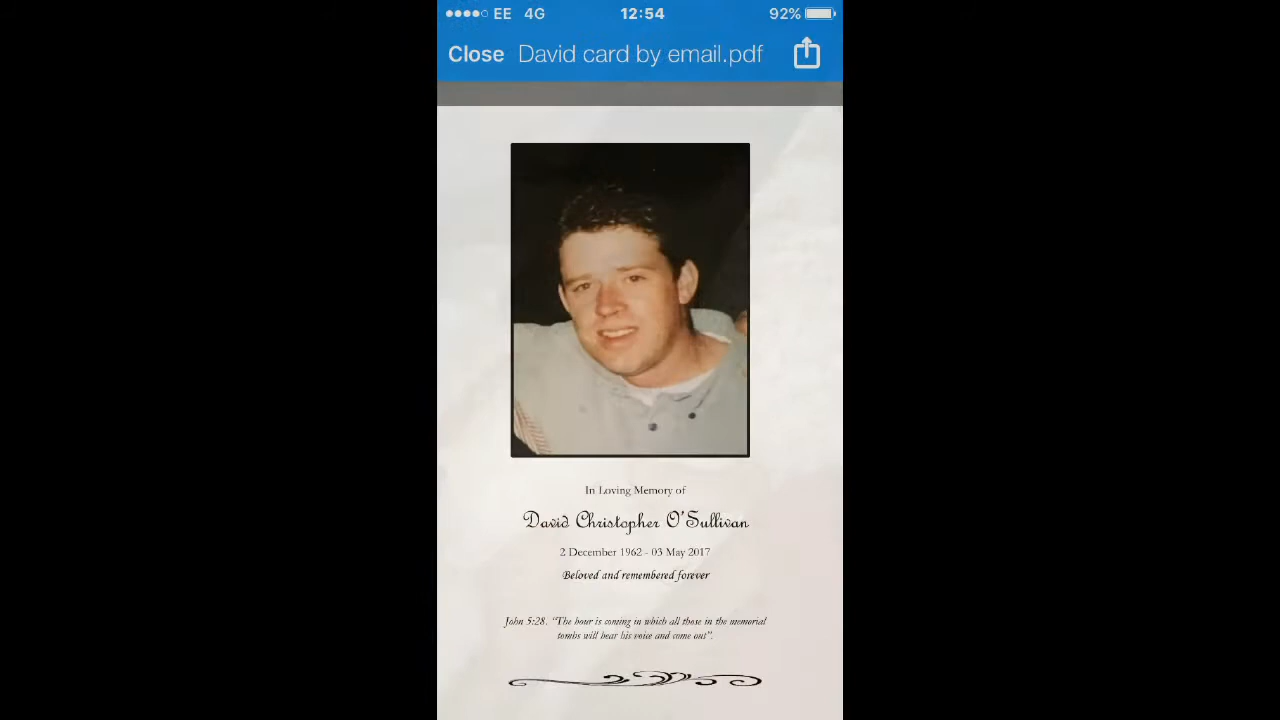 EE 4G 12:54 92%
Close David card by email.pdf
In Loving Memory of
David Christopher O'Sullivan
2 December 1962 - 03 May 2017
Beloved and remembered forever
John 5:28. "The hour is coming in which all those in the memorial
tombs will hear his voice and come out".